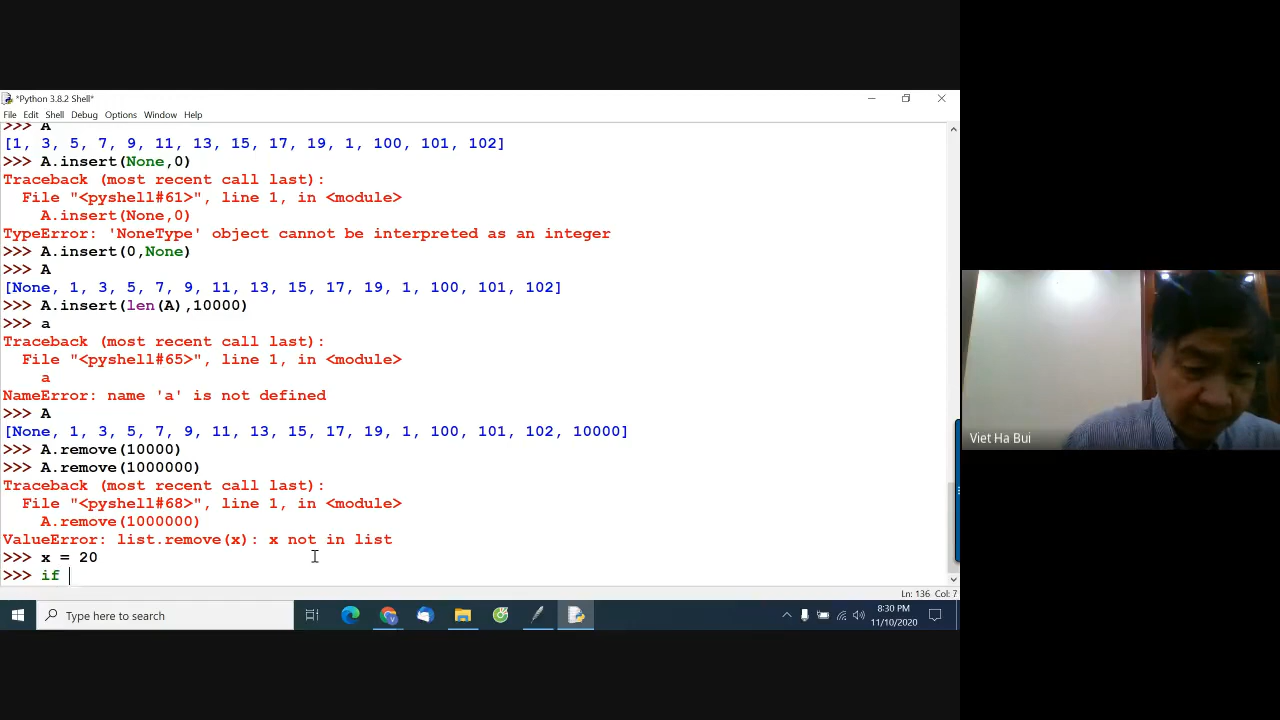 *Python 3.8.2 Shell*
File Edit Shell Debug Options Window Help
>>> A
[1, 3, 5, 7, 9, 11, 13, 15, 17, 19, 1, 100, 101, 102]
>>> A.insert(None,0)
Traceback (most recent call last):
  File "<pyshell#61>", line 1, in <module>
    A.insert(None,0)
TypeError: 'NoneType' object cannot be interpreted as an integer
>>> A.insert(0,None)
>>> A
[None, 1, 3, 5, 7, 9, 11, 13, 15, 17, 19, 1, 100, 101, 102]
>>> A.insert(len(A),10000)
>>> a
Traceback (most recent call last):
  File "<pyshell#65>", line 1, in <module>
    a
NameError: name 'a' is not defined
>>> A
[None, 1, 3, 5, 7, 9, 11, 13, 15, 17, 19, 1, 100, 101, 102, 10000]
>>> A.remove(10000)
>>> A.remove(1000000)
Traceback (most recent call last):
  File "<pyshell#68>", line 1, in <module>
    A.remove(1000000)
ValueError: list.remove(x): x not in list
>>> x = 20
>>> if
Ln: 136 Col: 7
Type here to search
8:30 PM
11/10/2020
Viet Ha Bui